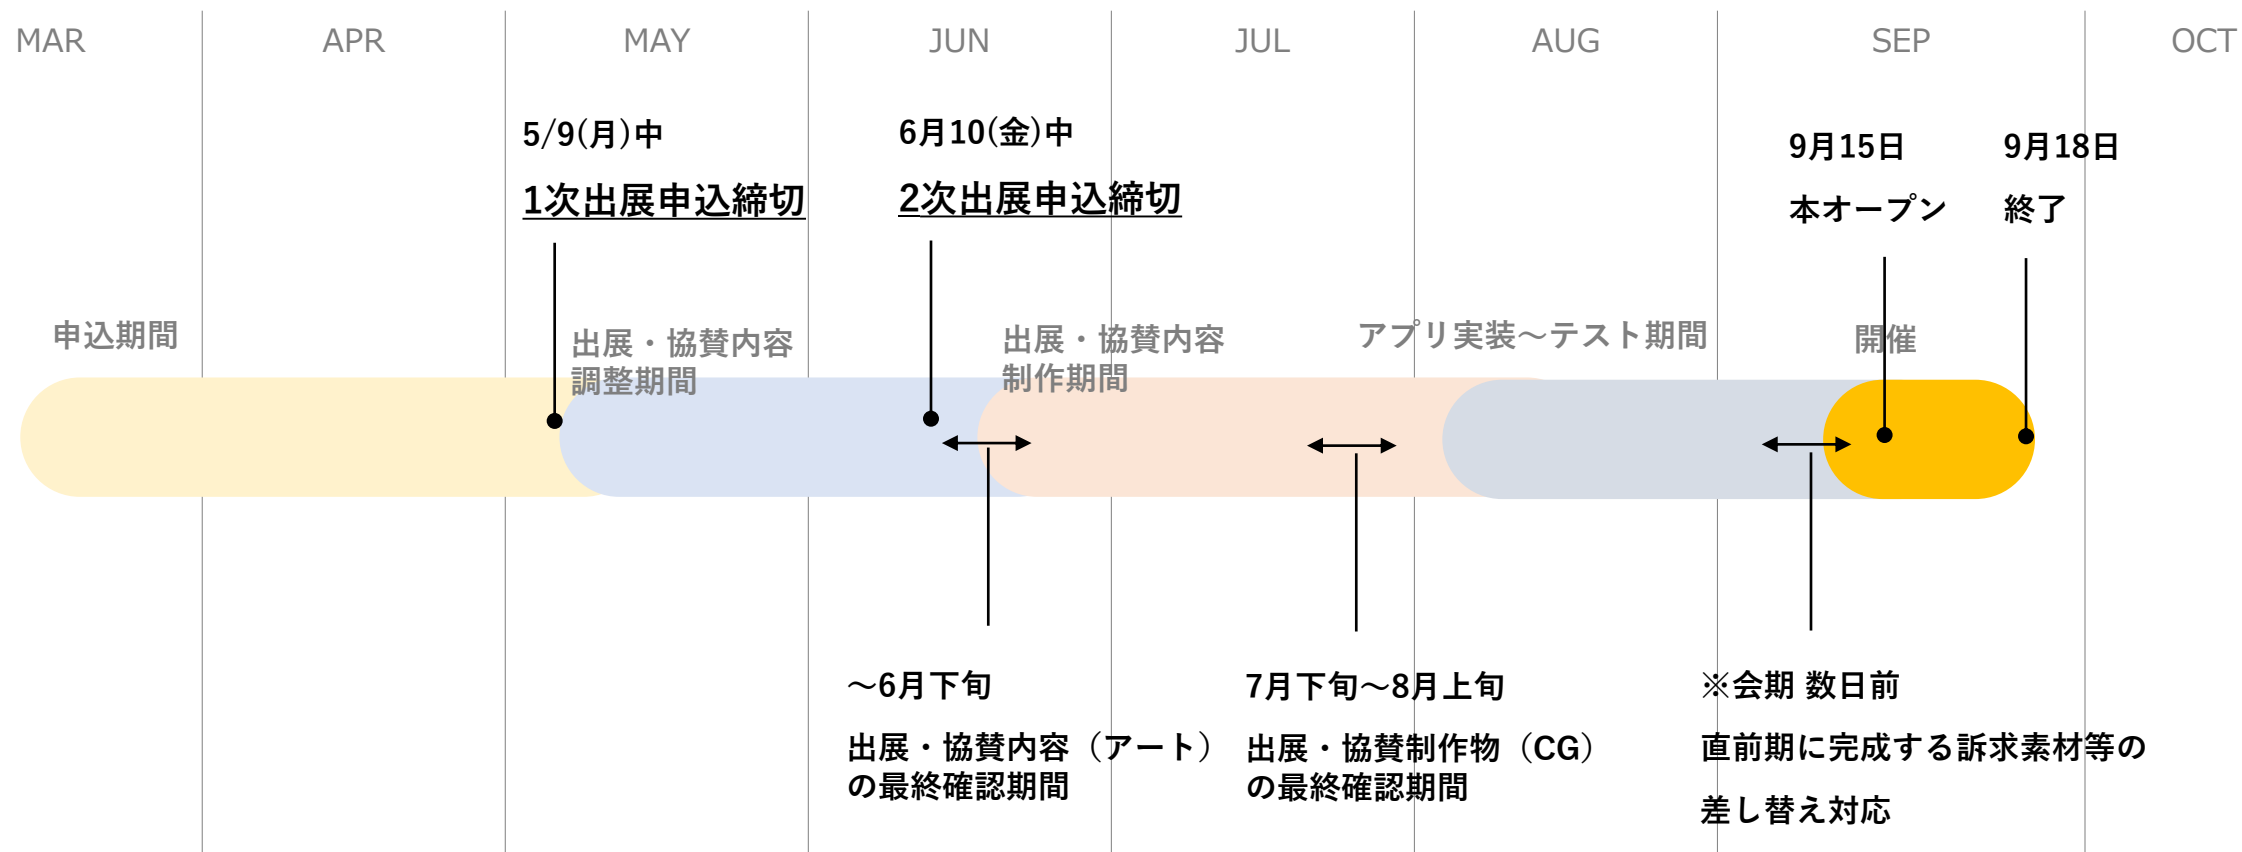 MAR
APR
MAY
JUN
JUL
AUG
SEP
OCT
5/9(月)中
1次出展申込締切
6月10(金)中
2次出展申込締切
9月15日
本オープン
9月18日
終了
申込期間
出展・協賛内容
調整期間
出展・協賛内容
制作期間
アプリ実装～テスト期間
開催
～6月下旬
出展・協賛内容（アート）
の最終確認期間
7月下旬～8月上旬
出展・協賛制作物（CG）
の最終確認期間
※会期 数日前
直前期に完成する訴求素材等の
差し替え対応